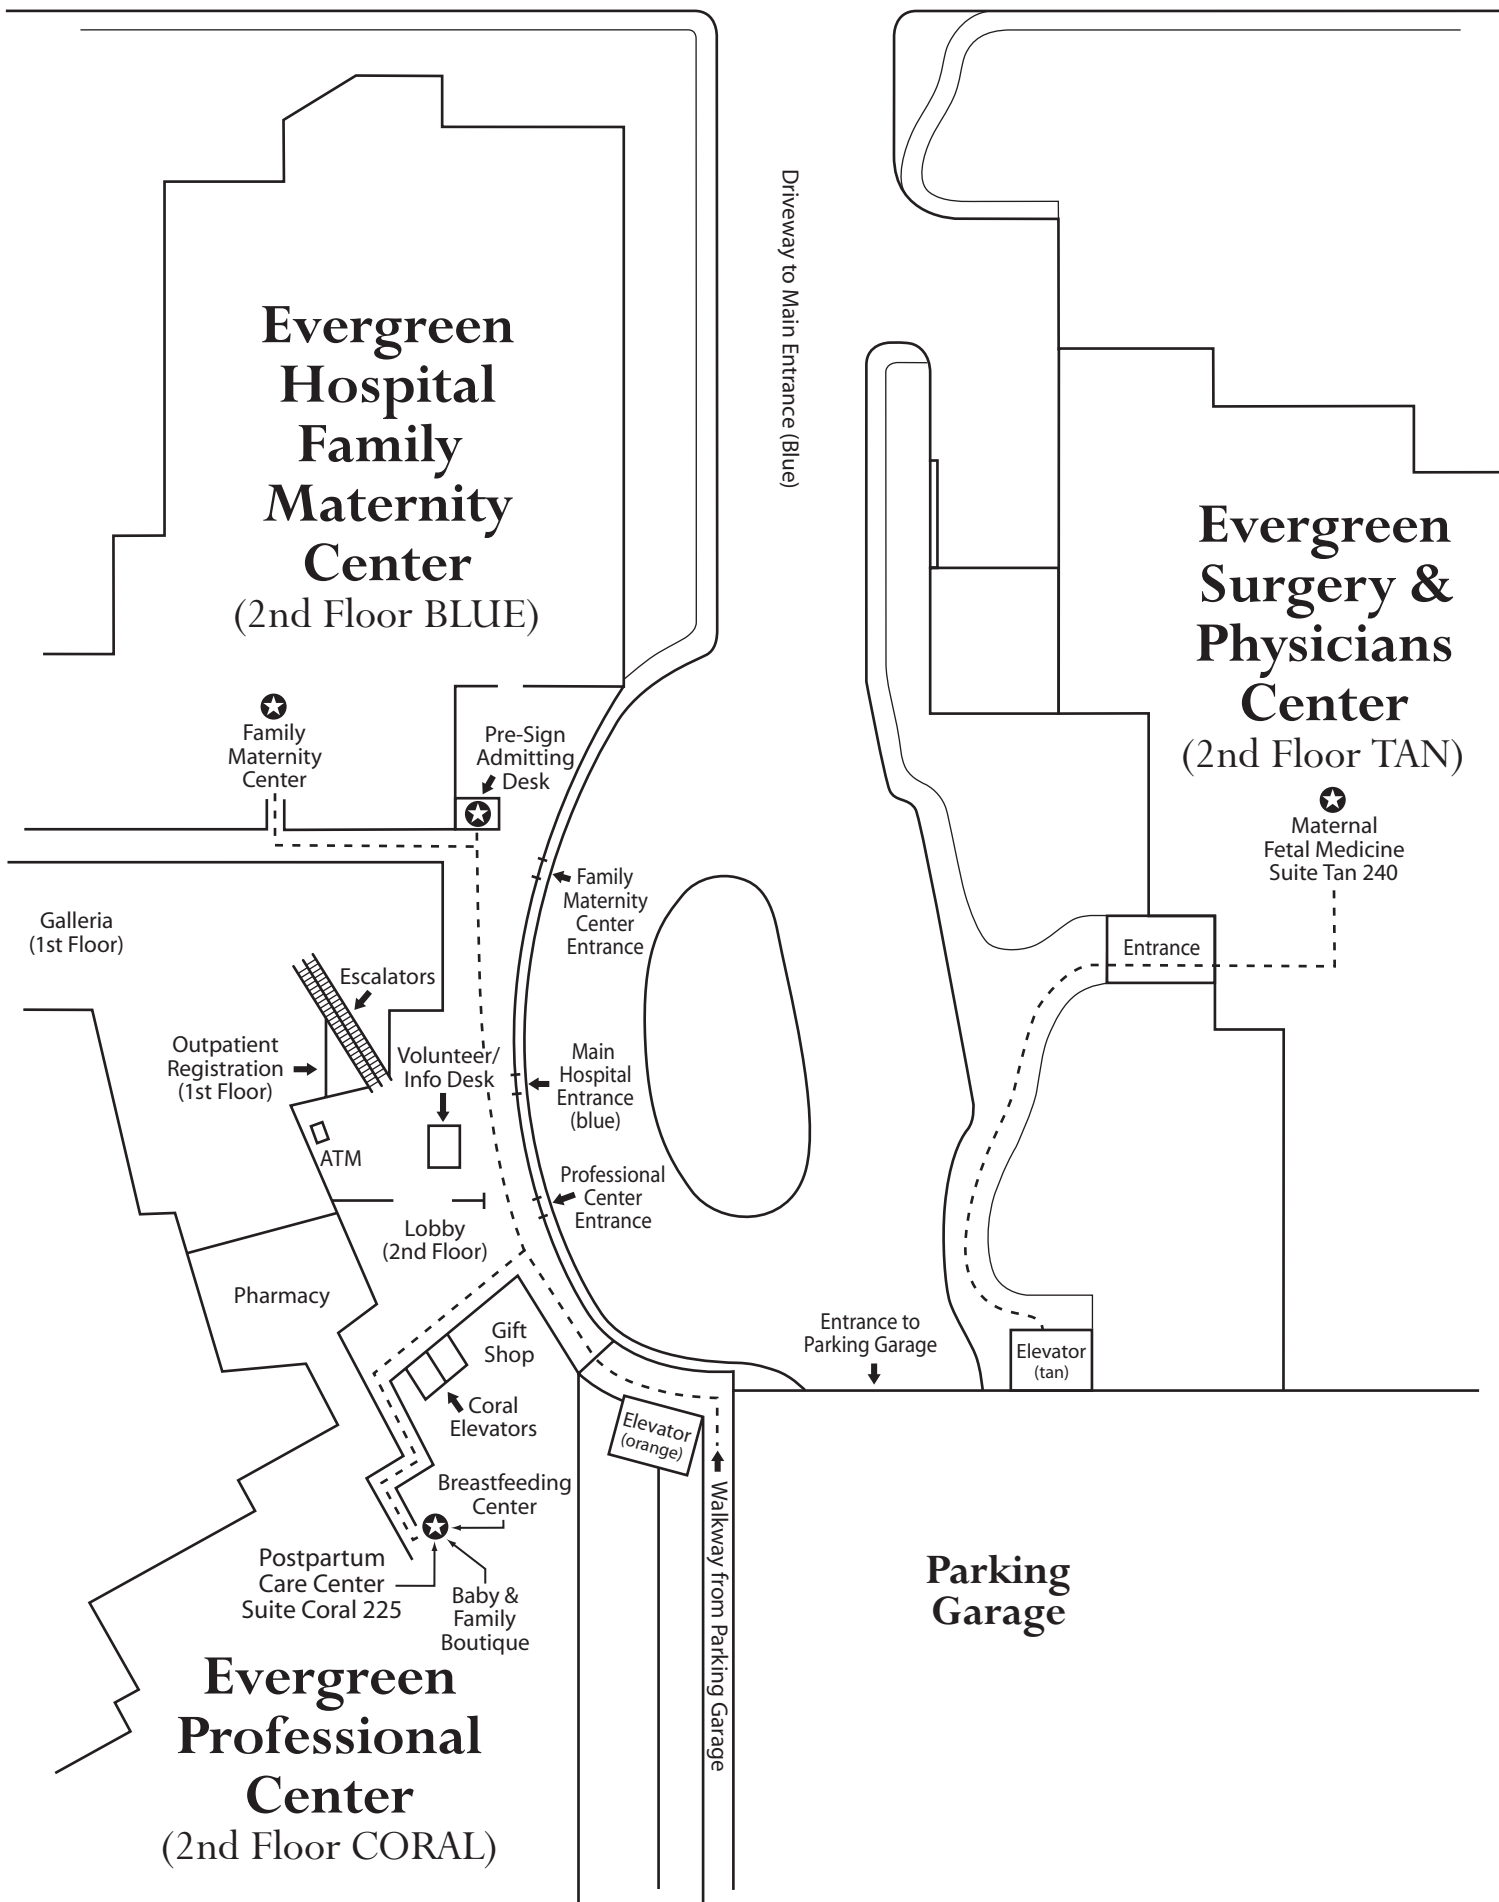 Driveway to Main Entrance (Blue)
Evergreen
Hospital
Family
Maternity
Center
(2nd Floor BLUE)
Evergreen
Surgery &
Physicians
Center
(2nd Floor TAN)
Family
Maternity
Center
Pre-Sign
Admitting
Desk
Maternal
Fetal Medicine
Suite Tan 240
Family
Maternity
Center
Entrance
Galleria
(1st Floor)
Entrance
Escalators
Outpatient
Registration
(1st Floor)
Volunteer/
Info Desk
Main
Hospital
Entrance
(blue)
ATM
Professional
Center
Entrance
Lobby
(2nd Floor)
Pharmacy
Gift
Shop
Entrance to
Parking Garage
Elevator
(tan)
Coral
Elevators
Elevator
(orange)
Breastfeeding
Center
Walkway from Parking Garage
Postpartum
Care Center
Suite Coral 225
Baby &
Family
Boutique
Parking
Garage
Evergreen
Professional
Center
(2nd Floor CORAL)